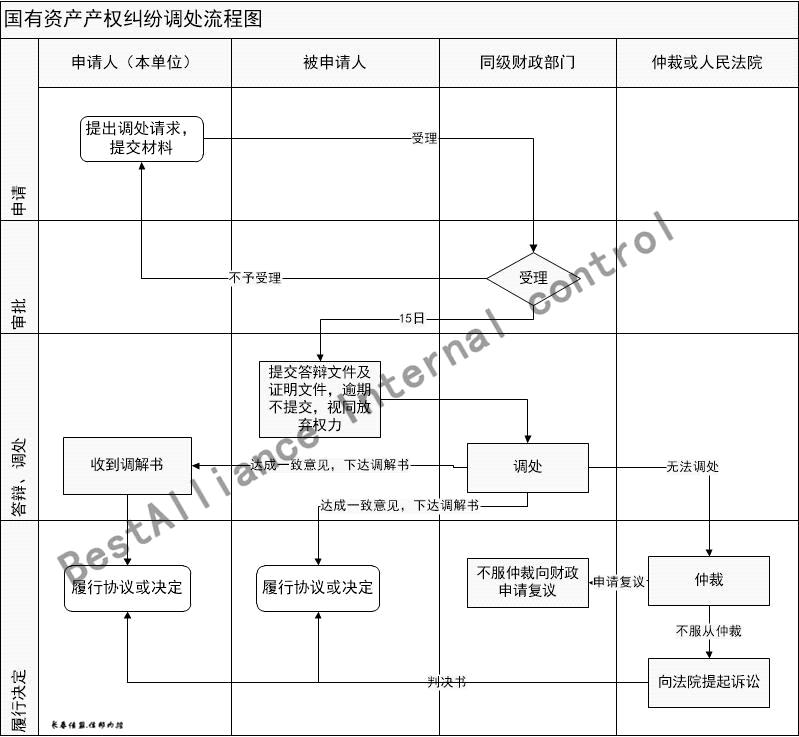 国有资产产权纠纷调处流程图
申请人（本单位）
被申请人
同级财政部门
仲裁或人民法院
申请
提出调处请求，
提交材料
受理
审批
不予受理
受理
15日
答辩、调处
提交答辩文件及
证明文件，逾期
不提交，视同放
弃权力
收到调解书
达成一致意见，下达调解书
调处
无法调处
达成一致意见，下达调解书
履行决定
履行协议或决定
履行协议或决定
不服仲裁向财政
申请复议
申请复议
仲裁
不服从仲裁
判决书
向法院提起诉讼
BestAlliance Internal control